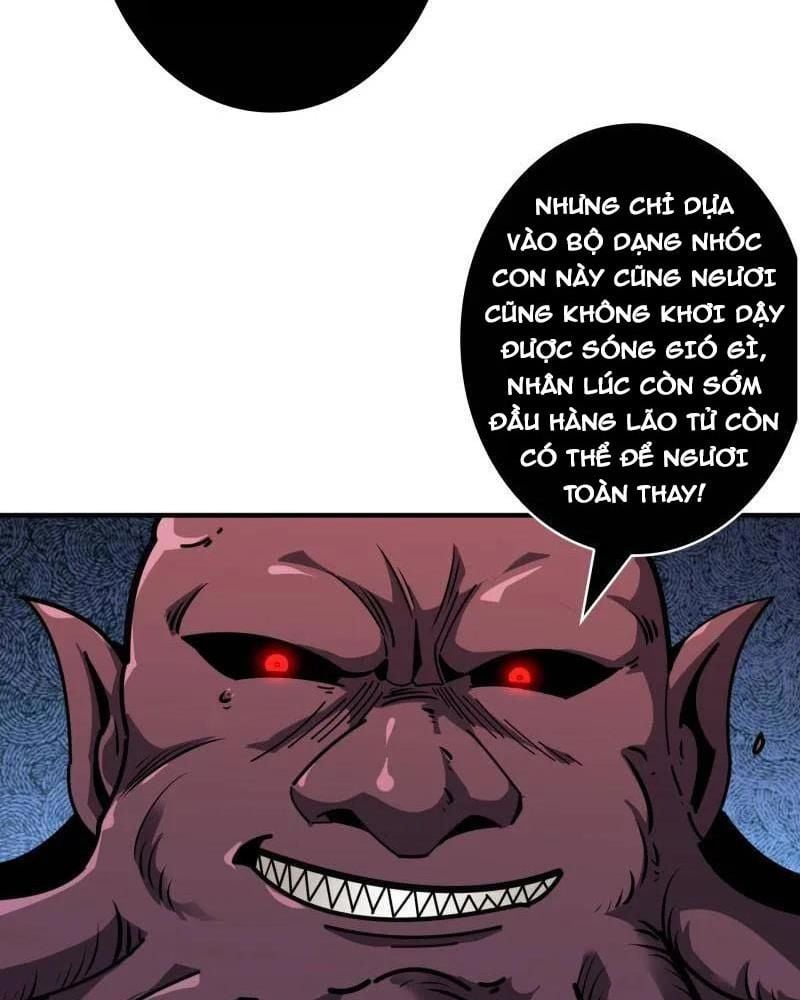 NHƯNG CHỈ DỰA
VÀO BỘ DẠNG NHÓC
CON NÀY CŨNG NGƯƠI
CŨNG KHÔNG KHƠI DẬY
ĐƯỢC SÓNG GIÓ GÌ,
NHÂN LÚC CÒN SỚM
ĐẦU HÀNG LÃO TỬ CÒN
CÓ THỂ ĐỂ NGƯƠI
TOÀN THAY!